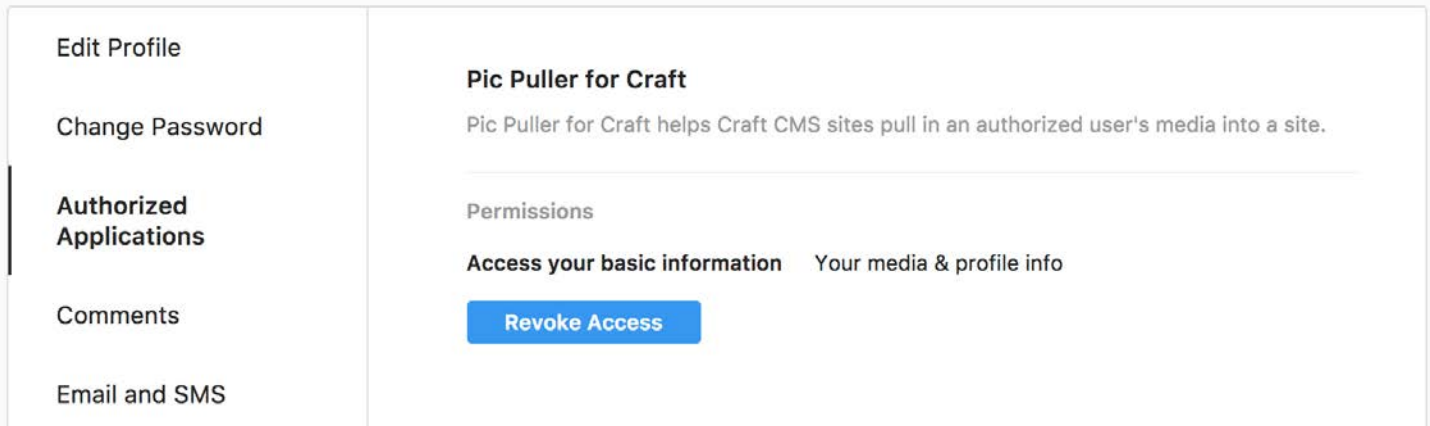 Edit Profile
Change Password
Authorized
Applications
Comments
Email and SMS
Pic Puller for Craft
Pic Puller for Craft helps Craft CMS sites pull in an authorized user's media into a site.
Permissions
Access your basic information Your media & profile info
Revoke Access